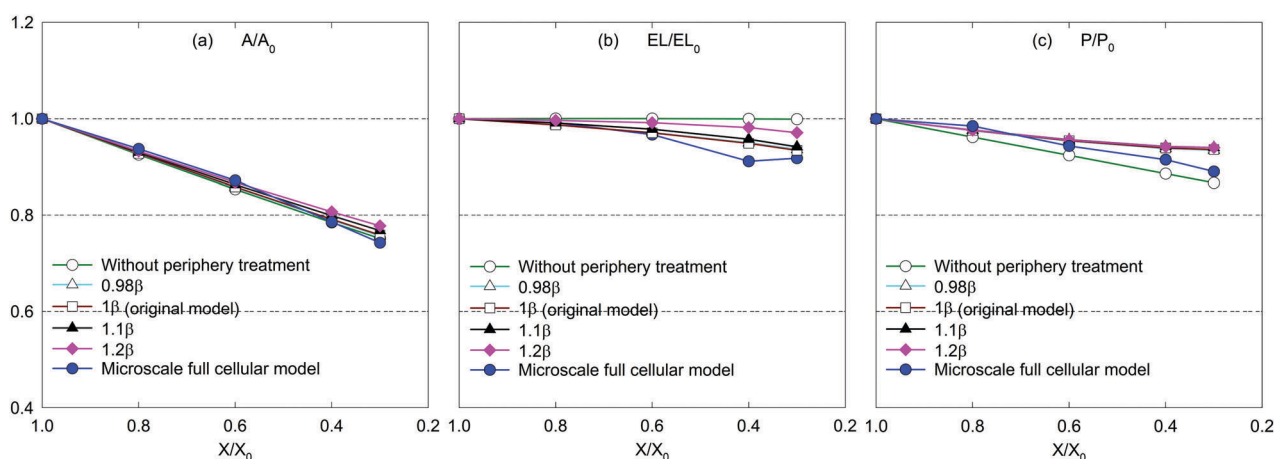 1.2
1.0
0.8
0.6
0.4
(a) A/A0
Without periphery treatment
0.98β
1β (original model)
1.1β
1.2β
Microscale full cellular model
1.0 0.8 0.6 0.4 0.2
X/X0
(b) EL/EL0
Without periphery treatment
0.98β
1β (original model)
1.1β
1.2β
Microscale full cellular model
1.0 0.8 0.6 0.4 0.2
X/X0
(c) P/P0
Without periphery treatment
0.98β
1β (original model)
1.1β
1.2β
Microscale full cellular model
1.0 0.8 0.6 0.4 0.2
X/X0